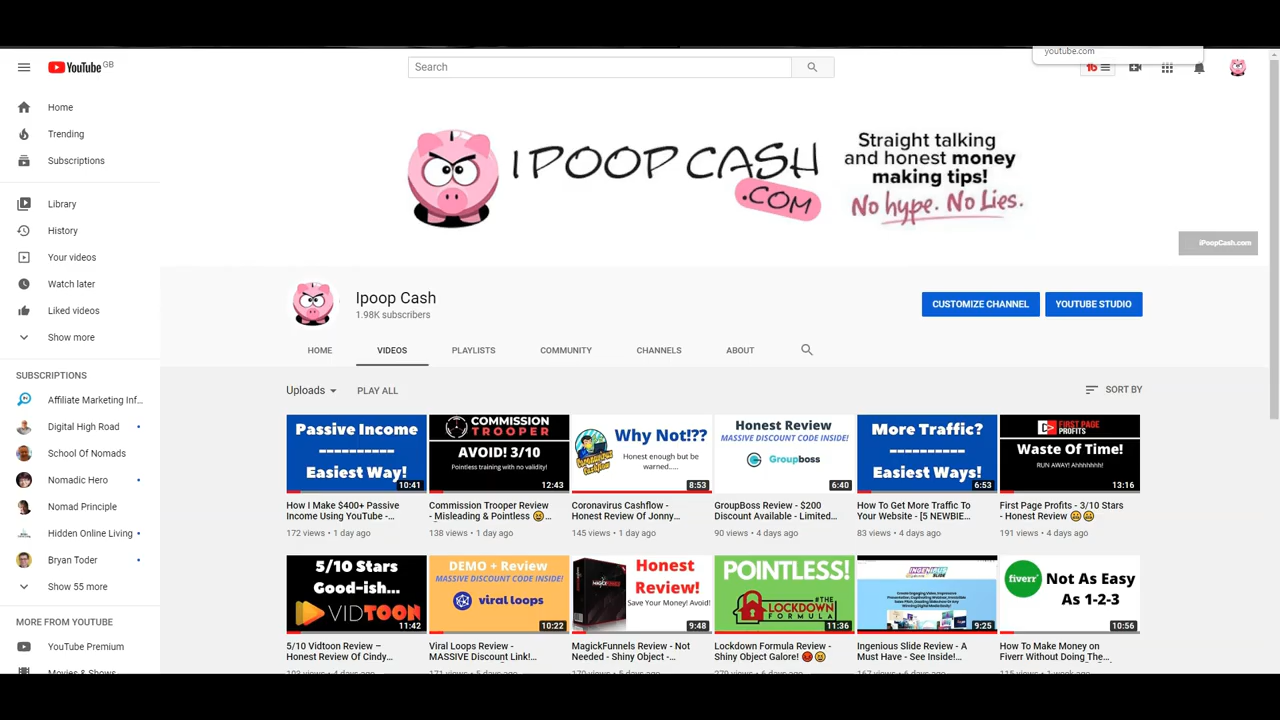 youtube.com
YouTube GB
Search
Home
Trending
Subscriptions
Library
History
Your videos
Watch later
Liked videos
Show more
SUBSCRIPTIONS
Affiliate Marketing Inf...
Digital High Road
School Of Nomads
Nomadic Hero
Nomad Principle
Hidden Online Living
Bryan Toder
Show 55 more
MORE FROM YOUTUBE
YouTube Premium
Movies & Shows
I POOP CASH
.COM
Straight talking
and honest money
making tips!
No hype. No Lies.
iPoopCash.com
Ipoop Cash
1.98K subscribers
CUSTOMIZE CHANNEL
YOUTUBE STUDIO
HOME
VIDEOS
PLAYLISTS
COMMUNITY
CHANNELS
ABOUT
Uploads
PLAY ALL
SORT BY
Passive Income
----------
Easiest Way!
10:41
How I Make $400+ Passive
Income Using YouTube -...
172 views • 1 day ago
COMMISSION
TROOPER
AVOID! 3/10
Pointless training with no validity!
12:43
Commission Trooper Review
- Misleading & Pointless 😖...
138 views • 1 day ago
Why Not!??
Honest enough but be
warned.....
8:53
Coronavirus Cashflow -
Honest Review Of Jonny...
145 views • 1 day ago
Honest Review
MASSIVE DISCOUNT CODE INSIDE!
Groupboss
6:40
GroupBoss Review - $200
Discount Available - Limited...
90 views • 4 days ago
More Traffic?
----------
Easiest Ways!
6:53
How To Get More Traffic To
Your Website - [5 NEWBIE...
83 views • 4 days ago
FIRST PAGE
PROFITS
Waste Of Time!
RUN AWAY! Ahhhhhhh!
13:16
First Page Profits - 3/10 Stars
- Honest Review 😖😖
191 views • 4 days ago
5/10 Stars
Good-ish...
VIDTOON
11:42
5/10 Vidtoon Review –
Honest Review Of Cindy...
DEMO + Review
MASSIVE DISCOUNT CODE INSIDE!
viral loops
10:22
Viral Loops Review -
MASSIVE Discount Link!...
Honest
Review!
Save Your Money! Avoid!
9:48
MagickFunnels Review - Not
Needed - Shiny Object -...
POINTLESS!
#THE
LOCKDOWN
FORMULA
11:36
Lockdown Formula Review -
Shiny Object Galore! 😡😖
INGENIOUS
SLIDE
9:25
Ingenious Slide Review - A
Must Have - See Inside!...
fiverr
Not As Easy
As 1-2-3
10:56
How To Make Money on
Fiverr Without Doing The...